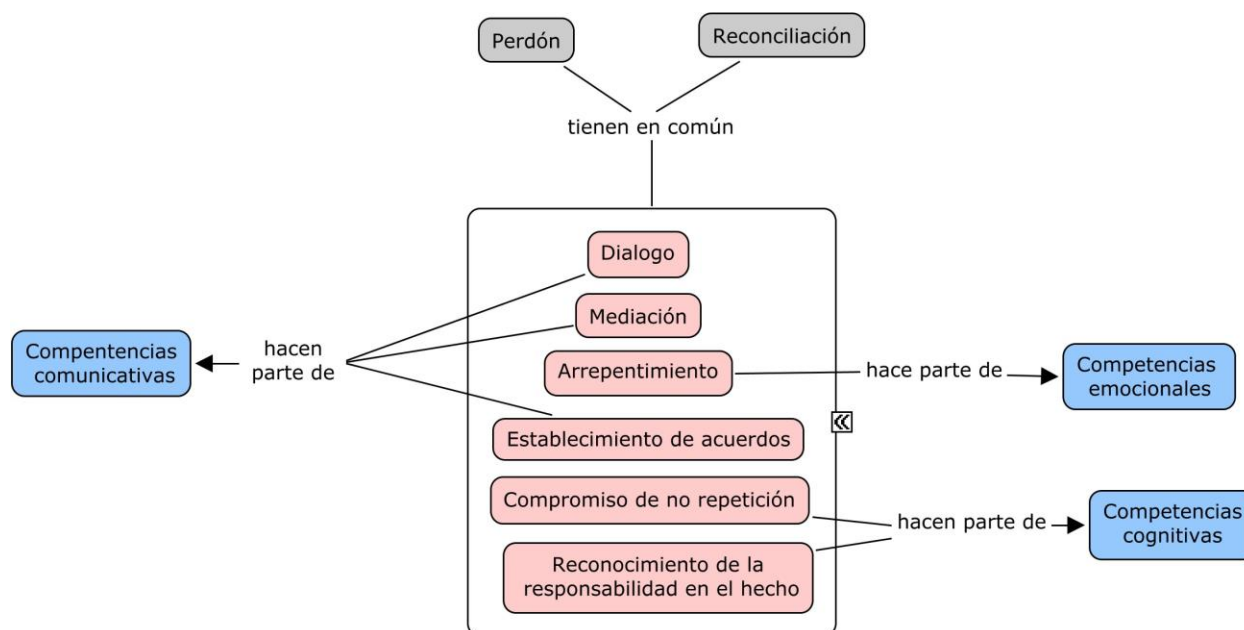 Perdón
Reconciliación
tienen en común
Dialogo
Mediación
Arrepentimiento
Establecimiento de acuerdos
Compromiso de no repetición
Reconocimiento de la
responsabilidad en el hecho
hacen
parte de
Compentencias
comunicativas
hace parte de
Competencias
emocionales
hacen parte de
Competencias
cognitivas